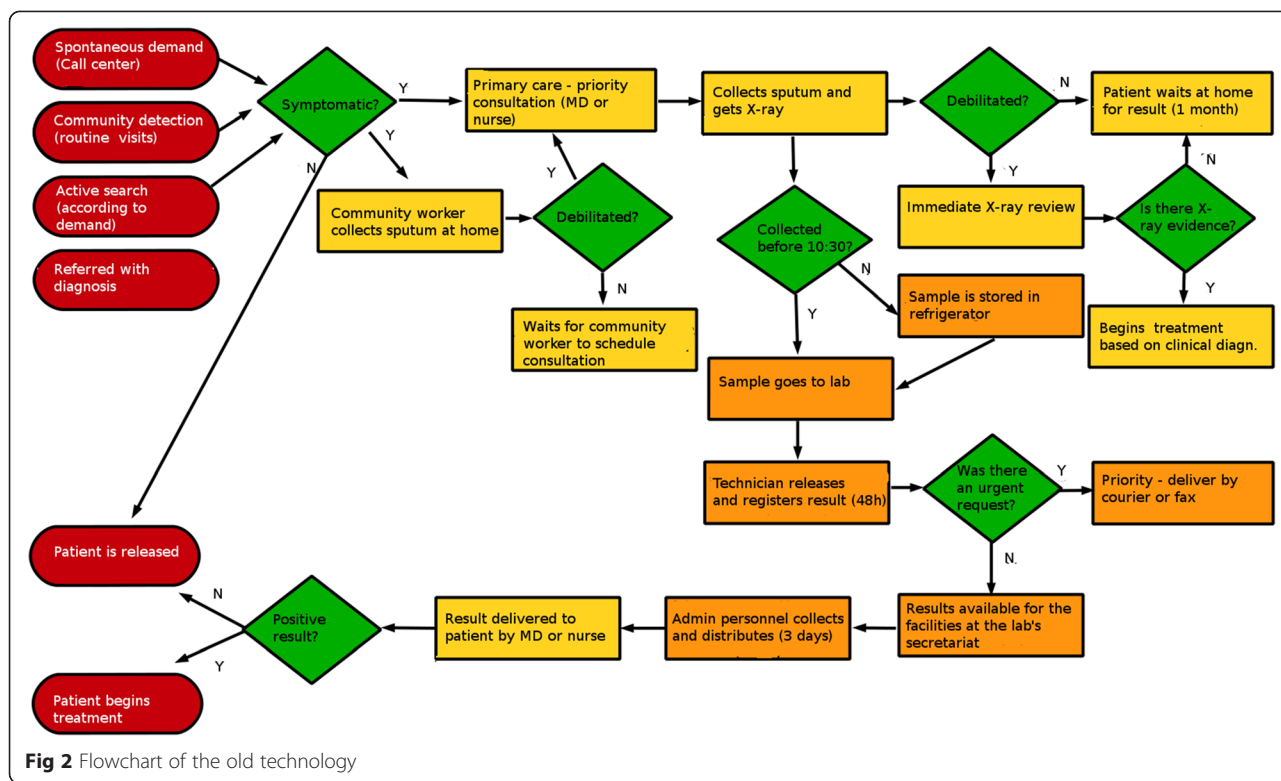 Spontaneous demand
(Call center)
Community detection
(routine visits)
Active search
(according to
demand)
Referred with
diagnosis
Symptomatic?
Y
Y
N
Primary care - priority
consultation (MD or
nurse)
Community worker
collects sputum at home
Debilitated?
Y
N
Waits for community
worker to schedule
consultation
Collects sputum and
gets X-ray
Debilitated?
N
Y
Patient waits at home
for result (1 month)
Immediate X-ray review
Is there X-
ray evidence?
N
Y
Begins treatment
based on clinical diagn.
Collected
before 10:30?
N
Y
Sample is stored in
refrigerator
Sample goes to lab
Technician releases
and registers result (48h)
Was there
an urgent
request?
Y
N
Priority - deliver by
courier or fax
Results available for the
facilities at the lab's
secretariat
Admin personnel collects
and distributes (3 days)
Result delivered to
patient by MD or nurse
Positive
result?
N
Y
Patient is released
Patient begins
treatment
Fig 2 Flowchart of the old technology